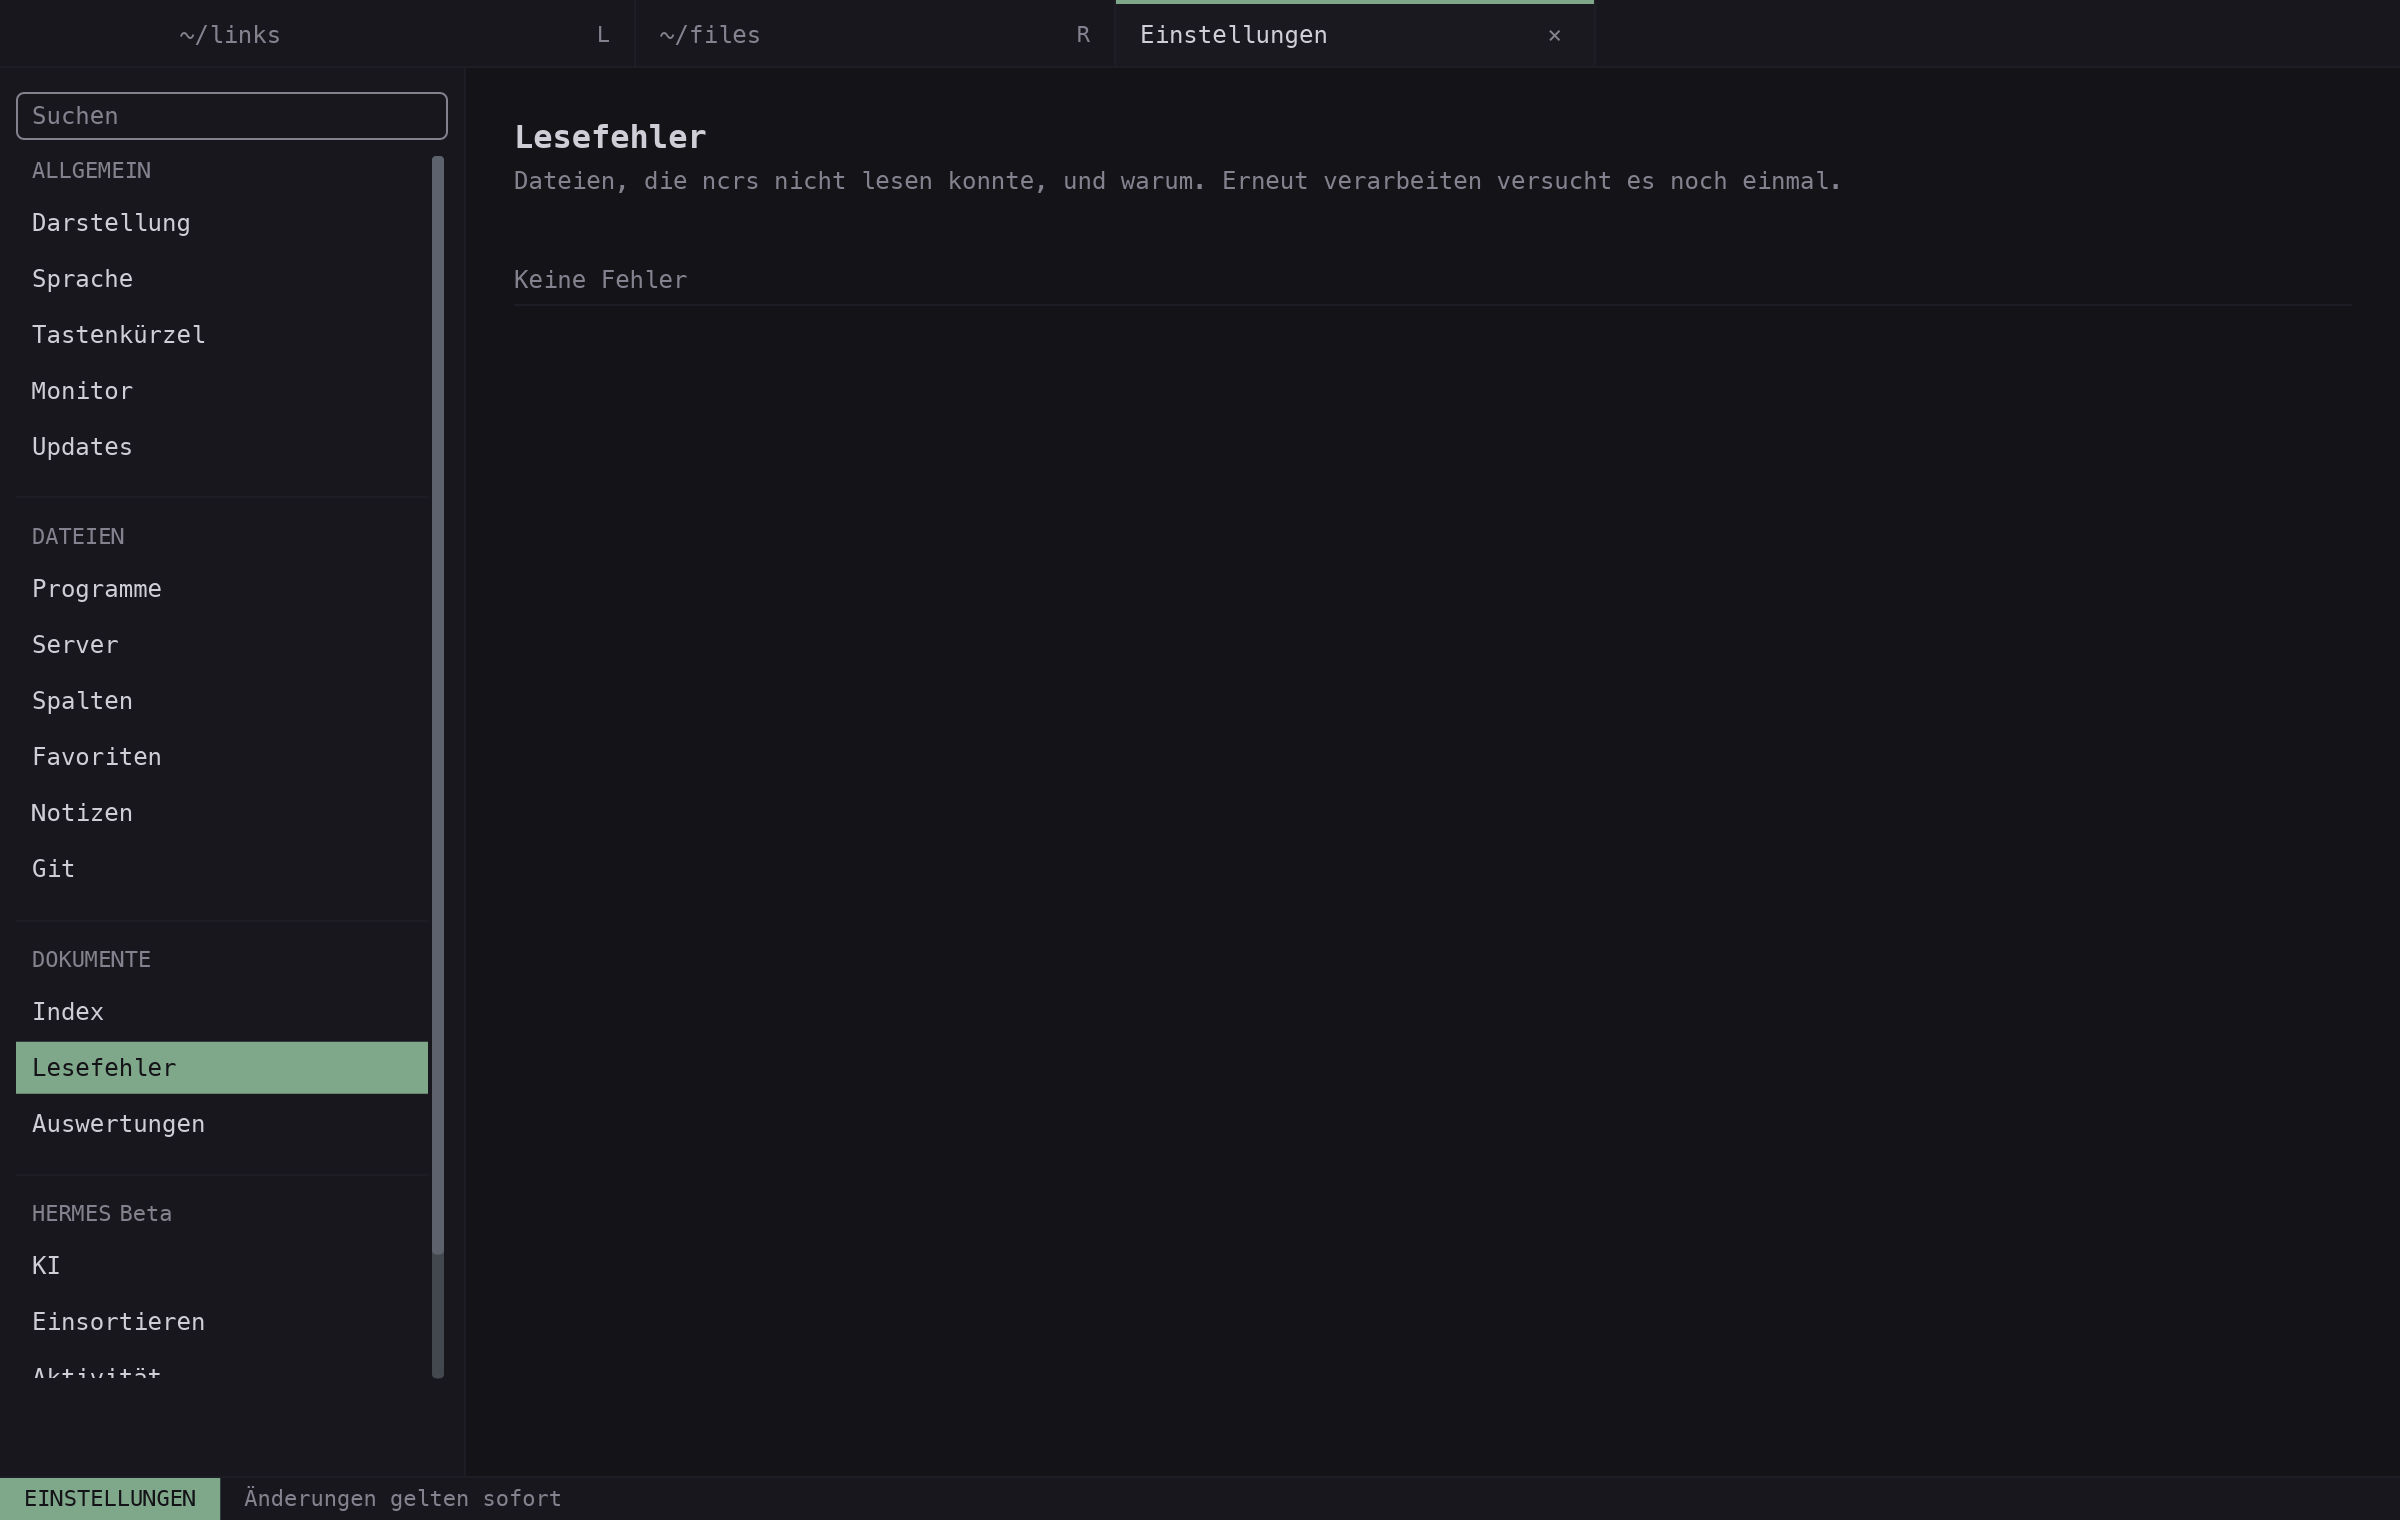 ~/links L ~/files R Einstellungen ×
Suchen
ALLGEMEIN
Darstellung
Sprache
Tastenkürzel
Monitor
Updates
DATEIEN
Programme
Server
Spalten
Favoriten
Notizen
Git
DOKUMENTE
Index
Lesefehler
Auswertungen
HERMES Beta
KI
Einsortieren
Aktivität
Lesefehler
Dateien, die ncrs nicht lesen konnte, und warum. Erneut verarbeiten versucht es noch einmal.
Keine Fehler
EINSTELLUNGEN Änderungen gelten sofort